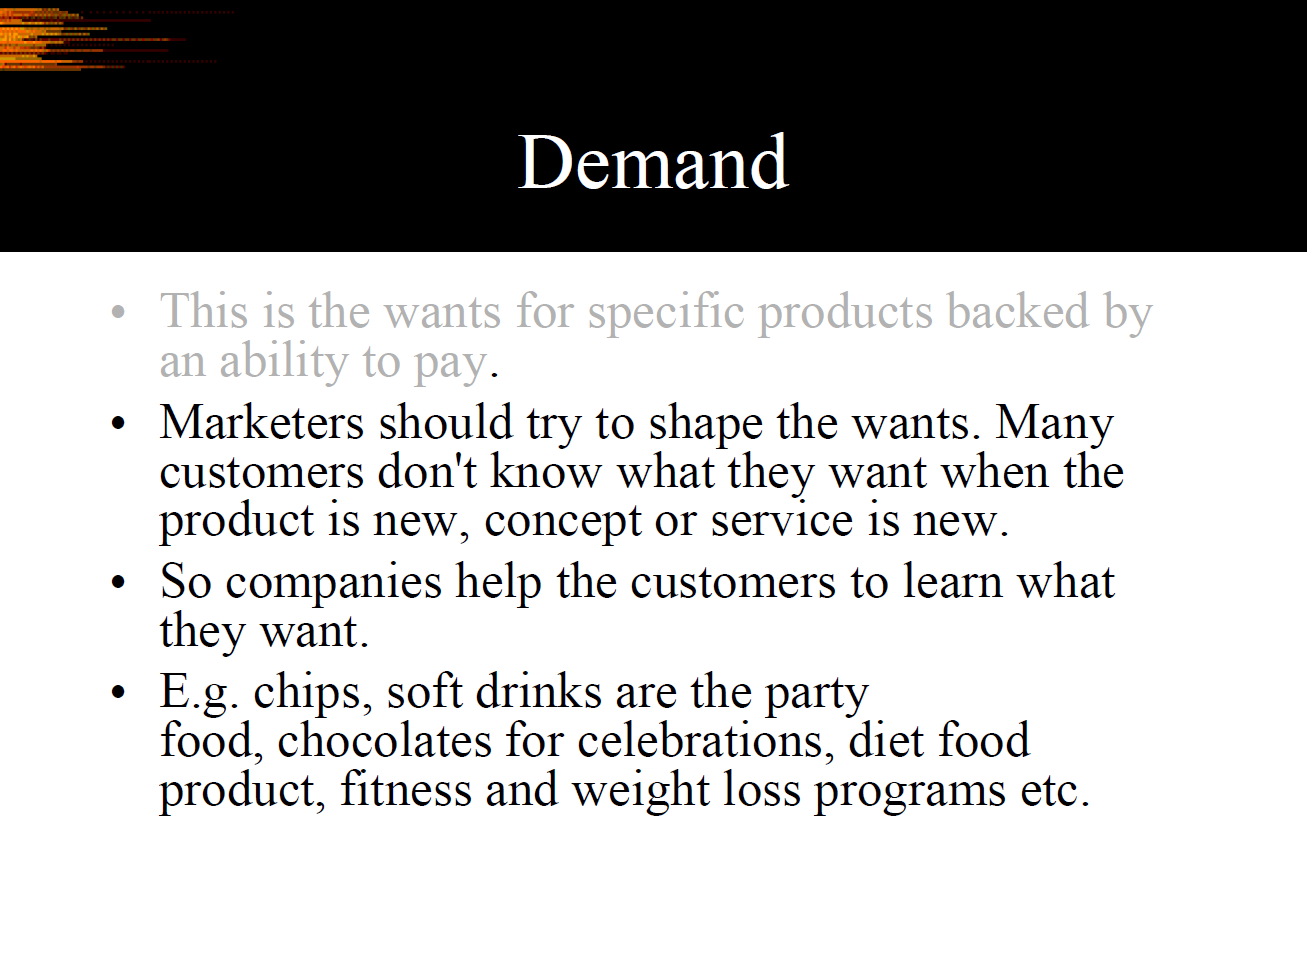 Demand
• This is the wants for specific products backed by
an ability to pay.
• Marketers should try to shape the wants. Many
customers don't know what they want when the
product is new, concept or service is new.
• So companies help the customers to learn what
they want.
• E.g. chips, soft drinks are the party
food, chocolates for celebrations, diet food
product, fitness and weight loss programs etc.